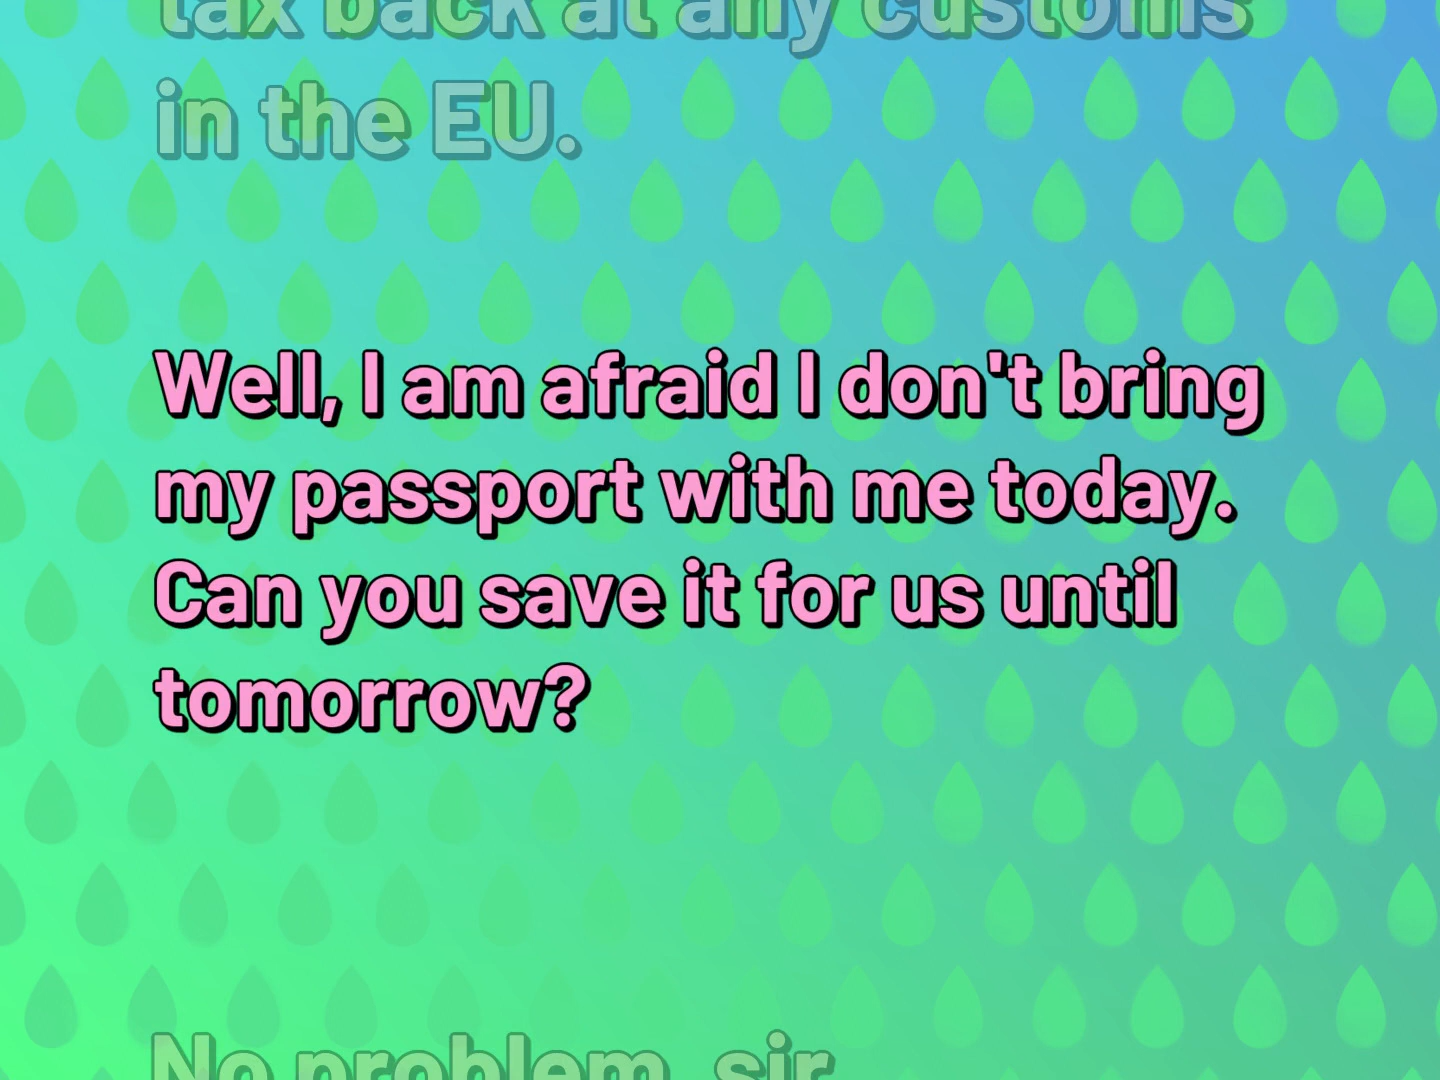 tax back at any customs
in the EU.
Well, I am afraid I don't bring
my passport with me today.
Can you save it for us until
tomorrow?
No problem, sir